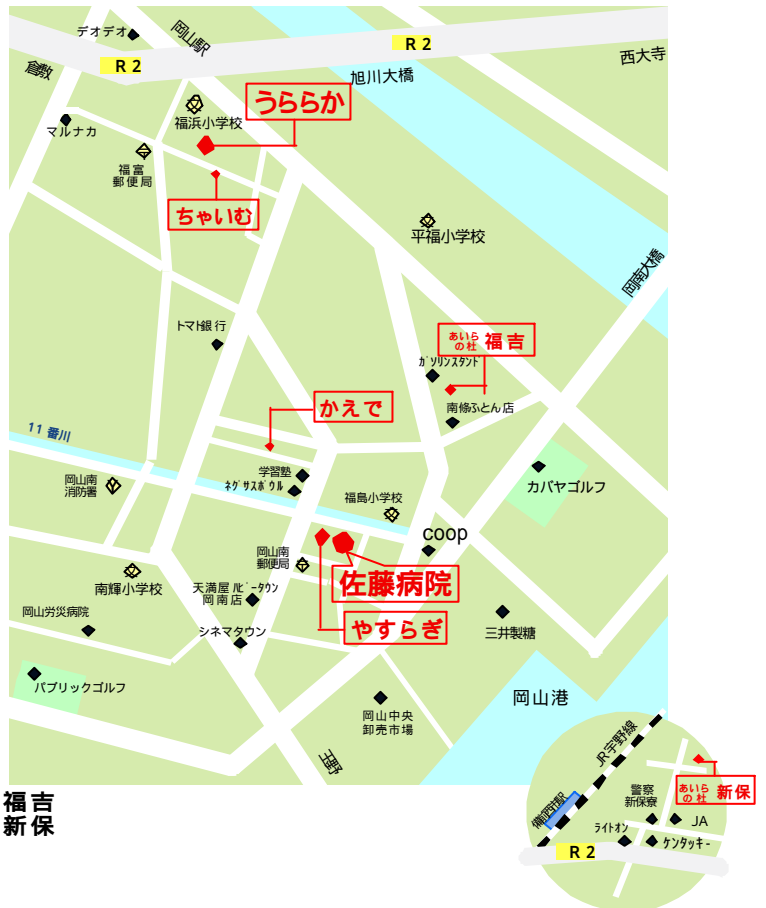 デオデオ
岡山駅
R 2
R 2
西大寺
倉敷
旭川大橋
うららか
マルナカ
福浜小学校
福富
郵便局
ちゃいむ
平福小学校
岡南大橋
トマト銀行
あいら
の杜 福吉
ガソリンスタンド
かえで
南條ふとん店
11 番川
岡山南
消防署
学習塾
ネグサスボウル
福島小学校
カバヤゴルフ
coop
岡山南
郵便局
佐藤病院
南輝小学校
天満屋ハピータウン
岡南店
やすらぎ
岡山労災病院
シネマタウン
三井製糖
パブリックゴルフ
岡山港
岡山中央
卸売市場
玉野
JR宇野線
福吉
新保
備前西市駅
警察
新保寮
あいら
の杜 新保
ライトオン
JA
ケンタッキー
R 2